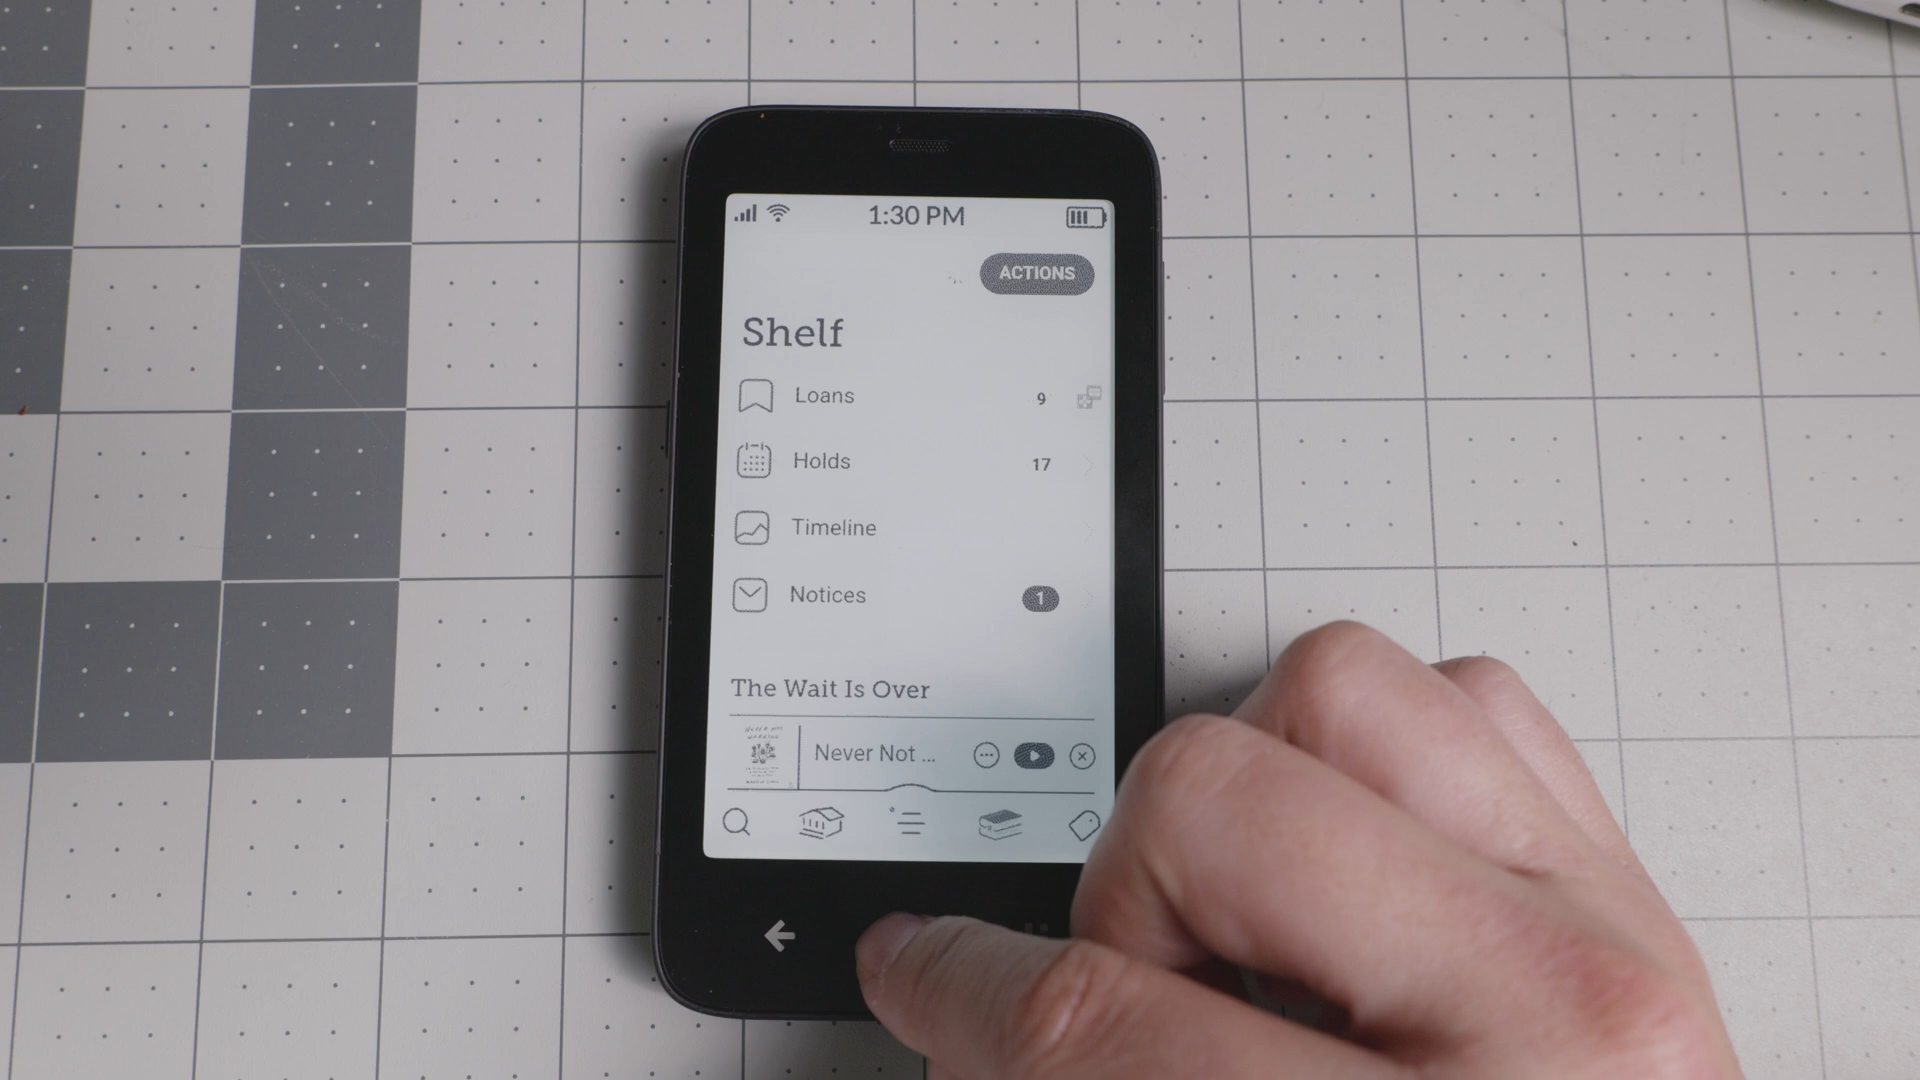 1:30 PM
ACTIONS
Shelf
Loans 9
Holds 17
Timeline
Notices 1
The Wait Is Over
Never Not ...